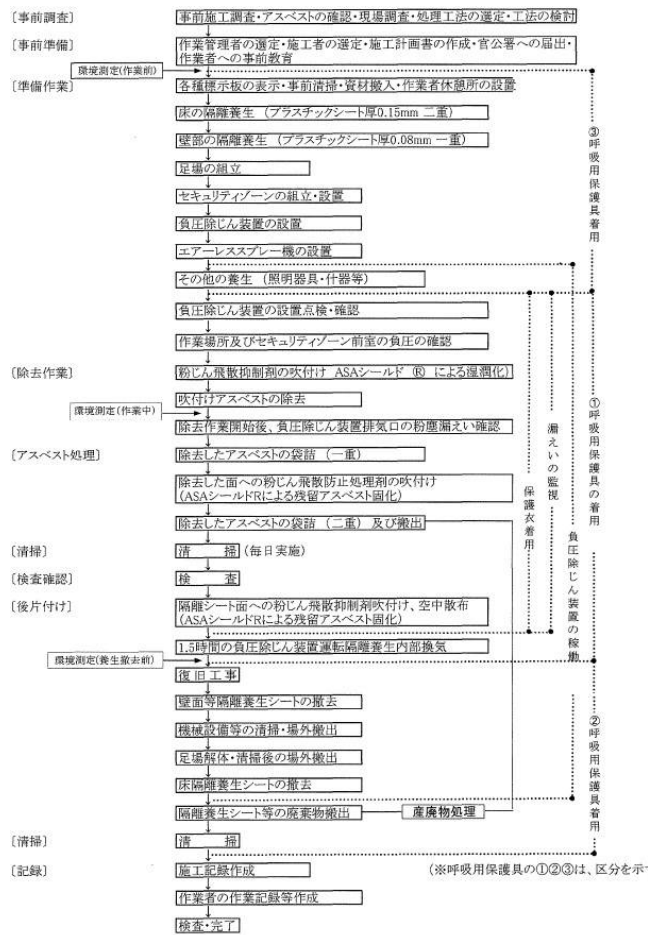 [事前調査]
事前施工調査・アスベストの確認・現場調査・処理工法の選定・工法の検討
[事前準備]
作業管理者の選定・施工者の選定・施工計画書の作成・官公署への届出・
作業者への事前教育
環境測定(作業前)
[準備作業]
各種標示板の表示・事前清掃・資材搬入・作業者休憩所の設置
床の隔離養生 (プラスチックシート厚0.15mm 二重)
壁部の隔離養生 (プラスチックシート厚0.08mm 一重)
足場の組立
セキュリティゾーンの組立・設置
負圧除じん装置の設置
エアーレススプレー機の設置
その他の養生 (照明器具・什器等)
負圧除じん装置の設置点検・確認
作業場所及びセキュリティゾーン前室の負圧の確認
[除去作業]
粉じん飛散抑制剤の吹付け ASAシールド Ⓡ による湿潤化)
吹付けアスベストの除去
環境測定(作業中)
除去作業開始後、負圧除じん装置排気口の粉塵漏えい確認
[アスベスト処理]
除去したアスベストの袋詰 (一重)
除去した面への粉じん飛散防止処理剤の吹付け
(ASAシールドRによる残留アスベスト固化)
除去したアスベストの袋詰 (二重) 及び搬出
[清掃]
清 掃 (毎日実施)
[検査確認]
検 査
[後片付け]
隔離シート面への粉じん飛散抑制剤吹付け、空中散布
(ASAシールドRによる残留アスベスト固化)
1.5時間の負圧除じん装置運転隔離養生内部換気
環境測定(養生撤去前)
復旧工事
壁面等隔離養生シートの撤去
機械設備等の清掃・場外搬出
足場解体・清掃後の場外搬出
床隔離養生シートの撤去
隔離養生シート等の廃棄物搬出
産廃物処理
[清掃]
清 掃
[記録]
施工記録作成
(※呼吸用保護具の①②③は、区分を示す
作業者の作業記録等作成
検査・完了
③呼吸用保護具着用
①呼吸用保護具の着用
②呼吸用保護具着用
負圧除じん装置の稼働
漏えいの監視
保護衣着用